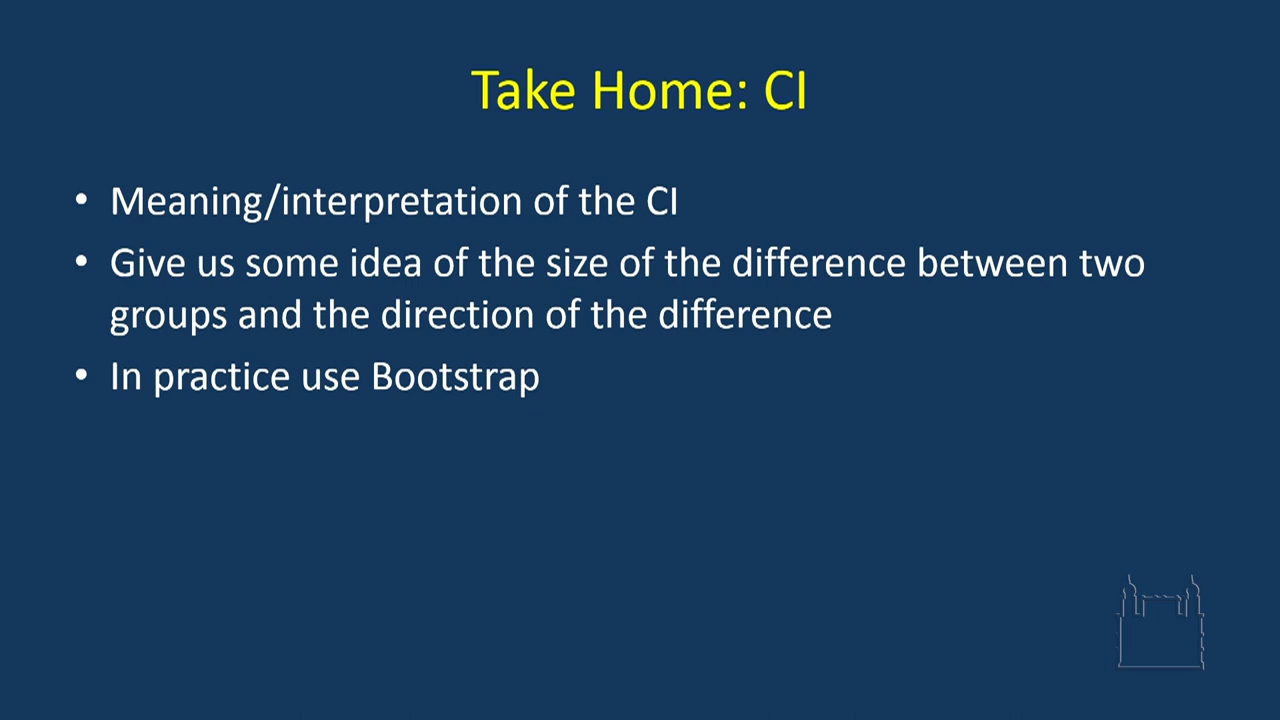 Take Home: CI
• Meaning/interpretation of the CI
• Give us some idea of the size of the difference between two
groups and the direction of the difference
• In practice use Bootstrap